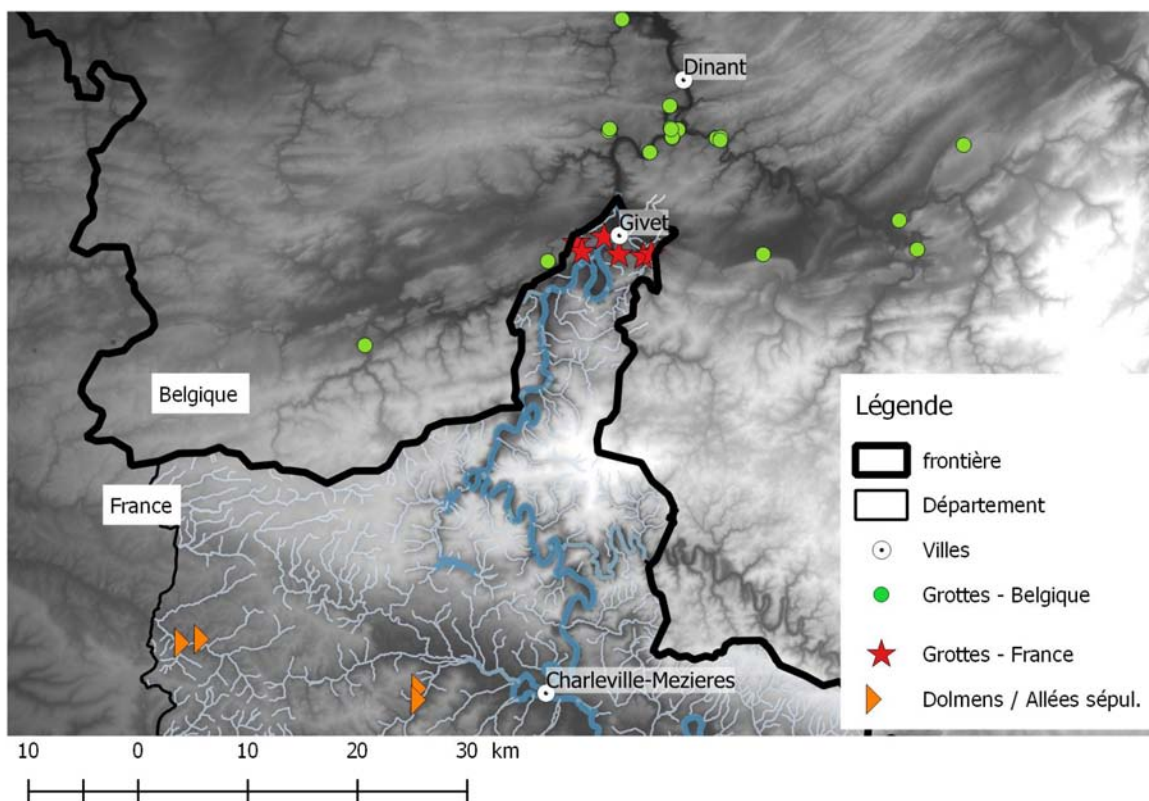 Dinant
Givet
Belgique
France
Charleville-Mezieres
Légende
frontière
Département
Villes
Grottes - Belgique
Grottes - France
Dolmens / Allées sépul.
10 0 10 20 30 km